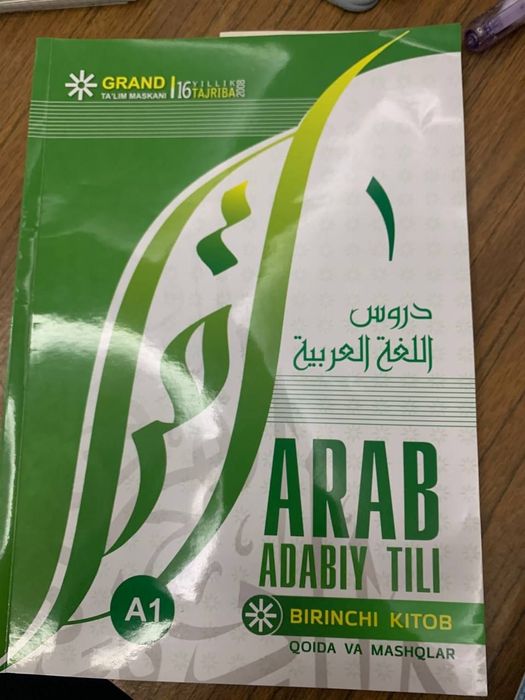 GRAND
TA'LIM MASKANI
16 YILLIK
TAJRIBA 2008
١
دروس
اللغة العربية
ARAB
ADABIY TILI
A1
BIRINCHI KITOB
QOIDA VA MASHQLAR